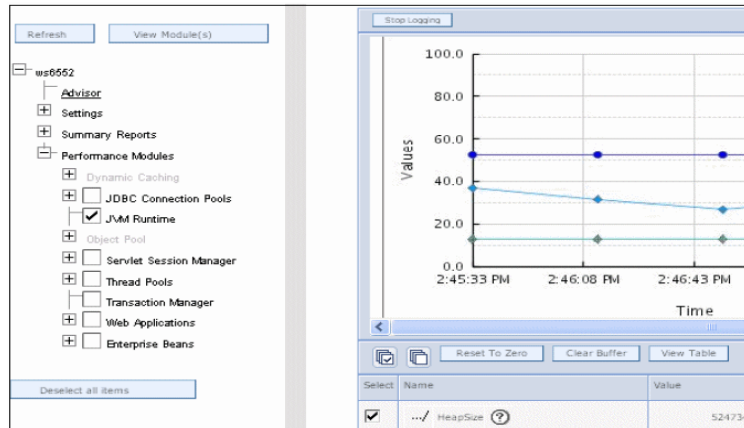 Refresh View Module(s)
ws6552
Advisor
Settings
Summary Reports
Performance Modules
Dynamic Caching
JDBC Connection Pools
JVM Runtime
Object Pool
Servlet Session Manager
Thread Pools
Transaction Manager
Web Applications
Enterprise Beans
Deselect all items
Stop Logging
100.0
80.0
60.0
40.0
20.0
0.0
Values
2:45:33 PM 2:46:08 PM 2:46:43 PM
Time
Reset To Zero Clear Buffer View Table
Select Name Value
.../ HeapSize ? 52473